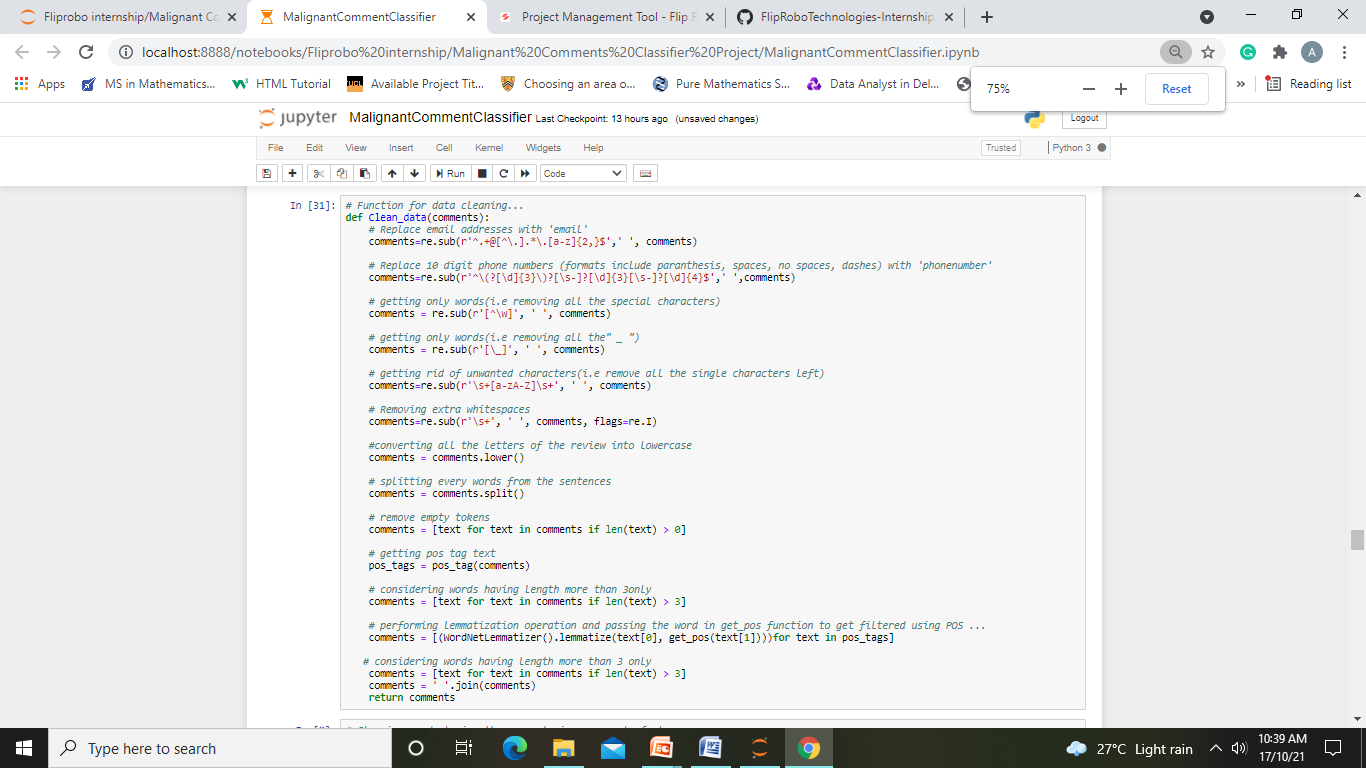 Fliprobo internship/Malignant Co
MalignantCommentClassifier
Project Management Tool - Flip R
FlipRoboTechnologies-Internship.
localhost:8888/notebooks/Fliprobo%20internship/Malignant%20Comments%20Classifier%20Project/MalignantCommentClassifier.ipynb
A
Apps
MS in Mathematics...
HTML Tutorial
Available Project Tit...
Choosing an area o...
Pure Mathematics S...
Data Analyst in Del...
»
Reading list
75%
Reset
jupyter MalignantCommentClassifier Last Checkpoint: 13 hours ago (unsaved changes)
Logout
File Edit View Insert Cell Kernel Widgets Help
Trusted
Python 3
Run
Code
In [31]:
# Function for data cleaning...
def Clean_data(comments):
# Replace email addresses with 'email'
comments=re.sub(r'^.+@[^\.].*\.[a-z]{2,}$',' ', comments)
# Replace 10 digit phone numbers (formats include paranthesis, spaces, no spaces, dashes) with 'phonenumber'
comments=re.sub(r'^\(?[\d]{3}\)?[\s-]?[\d]{3}[\s-]?[\d]{4}$',' ',comments)
# getting only words(i.e removing all the special characters)
comments = re.sub(r'[^\w]', ' ', comments)
# getting only words(i.e removing all the" _ ")
comments = re.sub(r'[\_]', ' ', comments)
# getting rid of unwanted characters(i.e remove all the single characters left)
comments=re.sub(r'\s+[a-zA-Z]\s+', ' ', comments)
# Removing extra whitespaces
comments=re.sub(r'\s+', ' ', comments, flags=re.I)
#converting all the letters of the review into lowercase
comments = comments.lower()
# splitting every words from the sentences
comments = comments.split()
# remove empty tokens
comments = [text for text in comments if len(text) > 0]
# getting pos tag text
pos_tags = pos_tag(comments)
# considering words having length more than 3only
comments = [text for text in comments if len(text) > 3]
# performing lemmatization operation and passing the word in get_pos function to get filtered using POS ...
comments = [(WordNetLemmatizer().lemmatize(text[0], get_pos(text[1])))for text in pos_tags]
# considering words having length more than 3 only
comments = [text for text in comments if len(text) > 3]
comments = ' '.join(comments)
return comments
Type here to search
27°C Light rain
10:39 AM
17/10/21